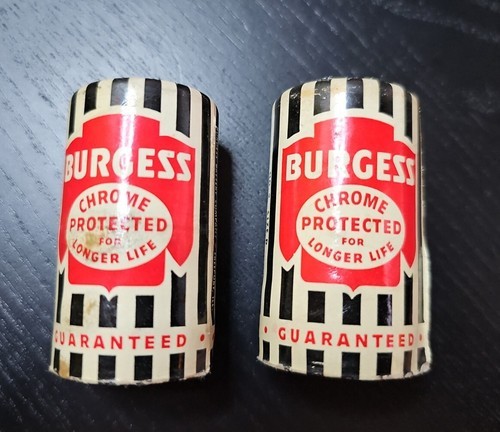 BURGESS
CHROME
PROTECTED
FOR
LONGER LIFE
GUARANTEED •
BURGESS
CHROME
PROTECTED
FOR
LONGER LIFE
• GUARANTEED •